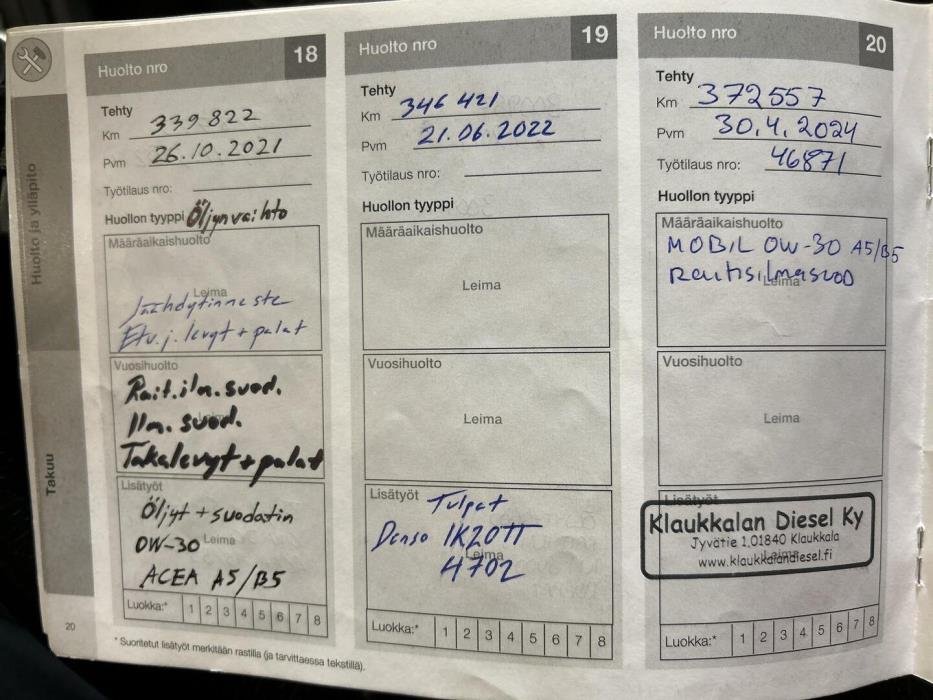 Huolto ja ylläpito
Takuu
Huolto nro 18
Tehty
Km 339 822
Pvm 26.10.2021
Työtilaus nro:
Huollon tyyppi Öljynvaihto
Määräaikaishuolto
Leima
Jäähdytinneste
Etu.j. levyt + palat
Vuosihuolto
Rait.ilm.suod.
Leima
Ilm. suod.
Takalevyt + palat
Lisätyöt
Öljyt + suodatin
0W-30 Leima
ACEA A5/B5
Luokka:* 1 2 3 4 5 6 7 8
20
* Suoritetut lisätyöt merkitään rastilla (ja tarvittaessa tekstillä).
Huolto nro 19
Tehty
Km 346 421
Pvm 21.06.2022
Työtilaus nro:
Huollon tyyppi
Määräaikaishuolto
Leima
Vuosihuolto
Leima
Lisätyöt Tulpat
Denso IK20TT
Leima
4702
Luokka:* 1 2 3 4 5 6 7 8
Huolto nro 20
Tehty
Km 372557
Pvm 30.4.2024
Työtilaus nro: 46871
Huollon tyyppi
Määräaikaishuolto
MOBIL 0W-30 A5/B5
Raitisilmasuod
Leima
Vuosihuolto
Leima
Lisätyöt
Klaukkalan Diesel Ky
Jyvätie 1,01840 Klaukkala
www.klaukkalandiesel.fi
Leima
Luokka:* 1 2 3 4 5 6 7 8